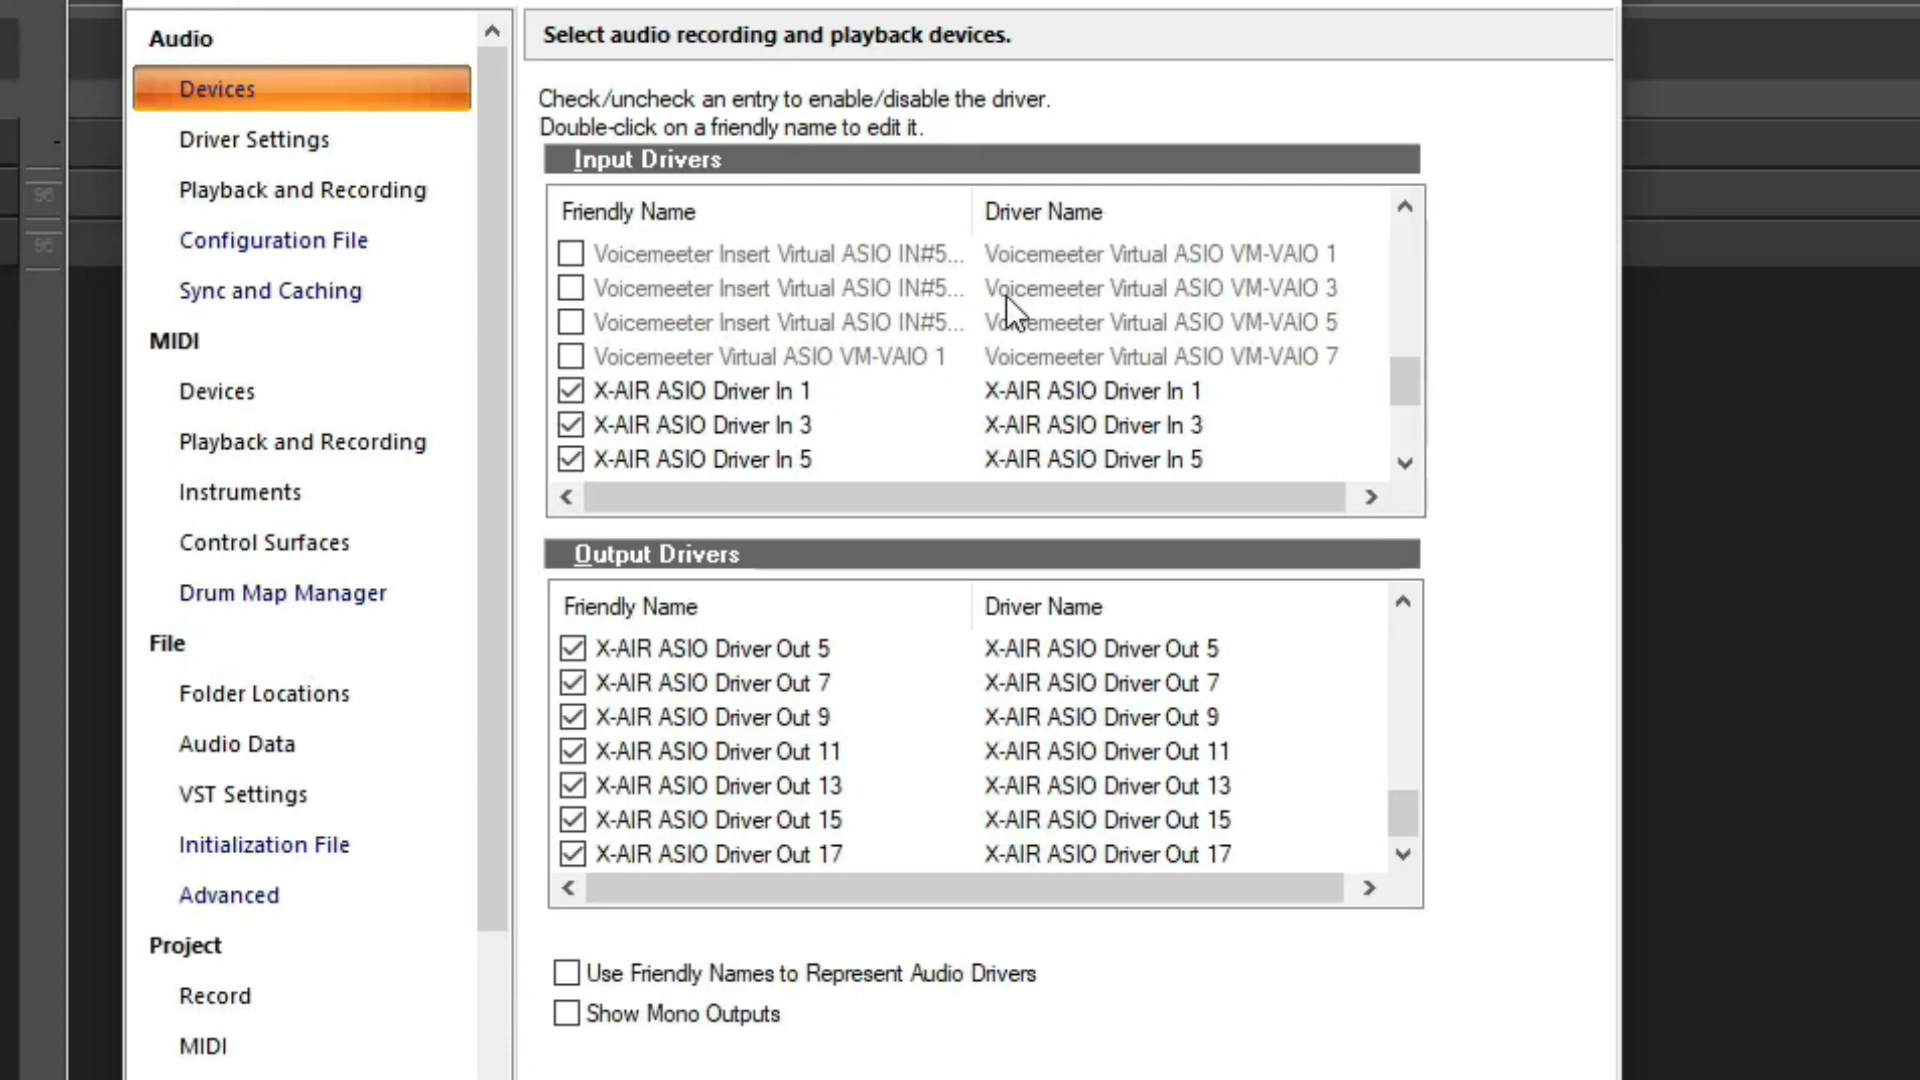 Audio
Devices
Driver Settings
Playback and Recording
Configuration File
Sync and Caching
MIDI
Devices
Playback and Recording
Instruments
Control Surfaces
Drum Map Manager
File
Folder Locations
Audio Data
VST Settings
Initialization File
Advanced
Project
Record
MIDI
Select audio recording and playback devices.
Check/uncheck an entry to enable/disable the driver.
Double-click on a friendly name to edit it.
Input Drivers
Friendly Name Driver Name
Voicemeeter Insert Virtual ASIO IN#5... Voicemeeter Virtual ASIO VM-VAIO 1
Voicemeeter Insert Virtual ASIO IN#5... Voicemeeter Virtual ASIO VM-VAIO 3
Voicemeeter Insert Virtual ASIO IN#5... Voicemeeter Virtual ASIO VM-VAIO 5
Voicemeeter Virtual ASIO VM-VAIO 1 Voicemeeter Virtual ASIO VM-VAIO 7
X-AIR ASIO Driver In 1 X-AIR ASIO Driver In 1
X-AIR ASIO Driver In 3 X-AIR ASIO Driver In 3
X-AIR ASIO Driver In 5 X-AIR ASIO Driver In 5
Output Drivers
Friendly Name Driver Name
X-AIR ASIO Driver Out 5 X-AIR ASIO Driver Out 5
X-AIR ASIO Driver Out 7 X-AIR ASIO Driver Out 7
X-AIR ASIO Driver Out 9 X-AIR ASIO Driver Out 9
X-AIR ASIO Driver Out 11 X-AIR ASIO Driver Out 11
X-AIR ASIO Driver Out 13 X-AIR ASIO Driver Out 13
X-AIR ASIO Driver Out 15 X-AIR ASIO Driver Out 15
X-AIR ASIO Driver Out 17 X-AIR ASIO Driver Out 17
Use Friendly Names to Represent Audio Drivers
Show Mono Outputs